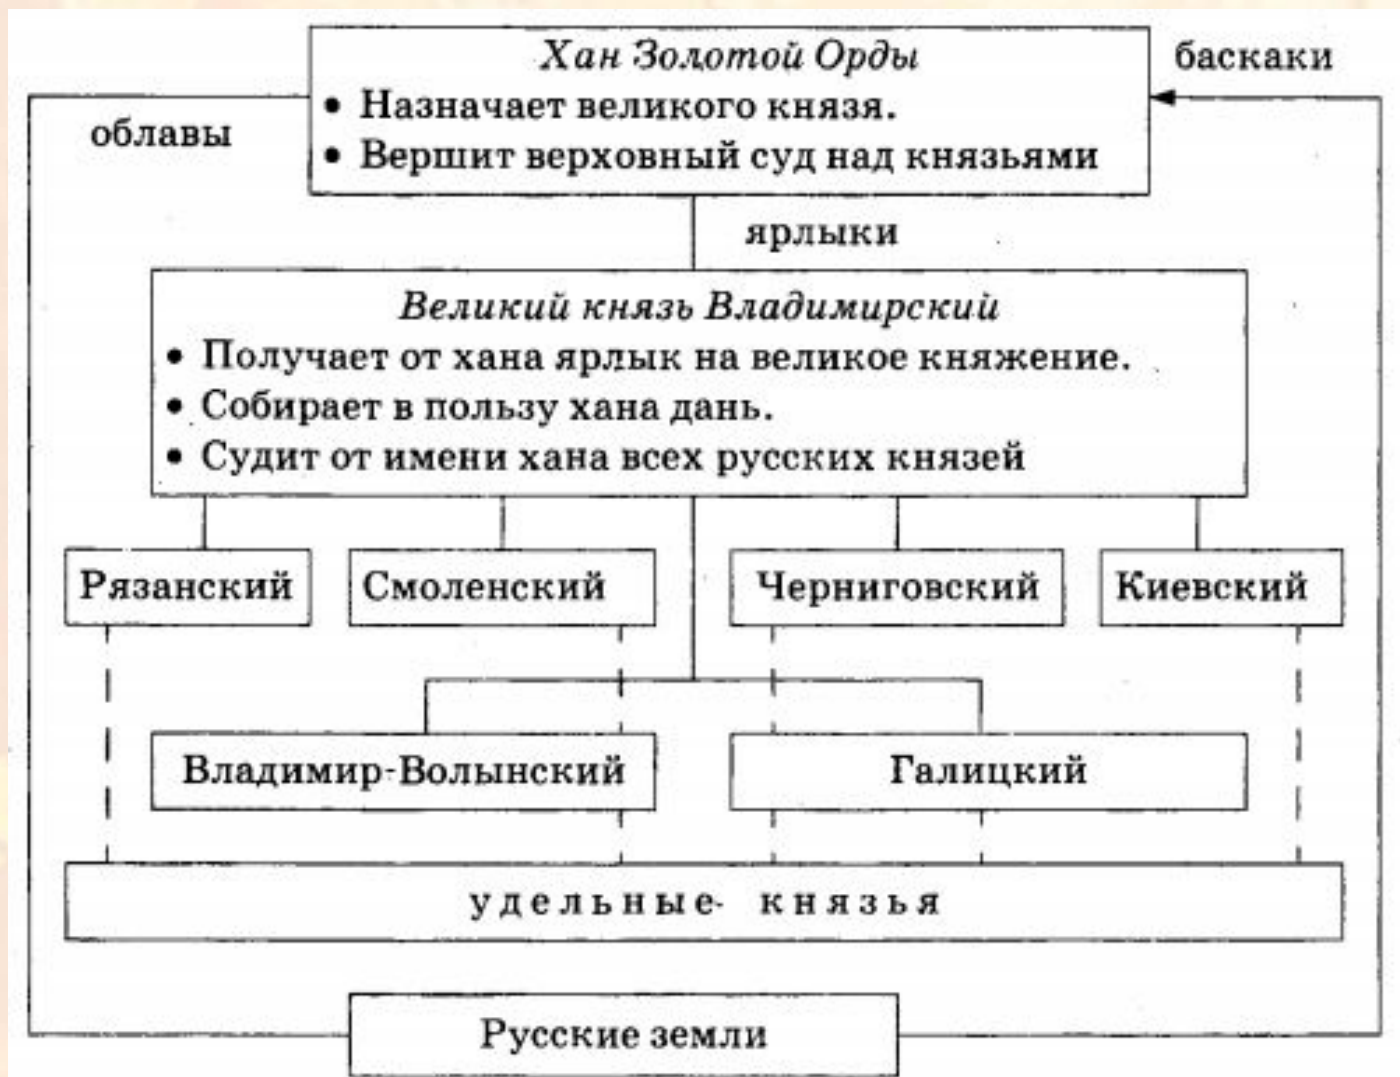 Хан Золотой Орды
баскаки
• Назначает великого князя.
облавы
• Вершит верховный суд над князьями
ярлыки
Великий князь Владимирский
• Получает от хана ярлык на великое княжение.
• Собирает в пользу хана дань.
• Судит от имени хана всех русских князей
Рязанский
Смоленский
Черниговский
Киевский
Владимир-Волынский
Галицкий
удельные князья
Русские земли